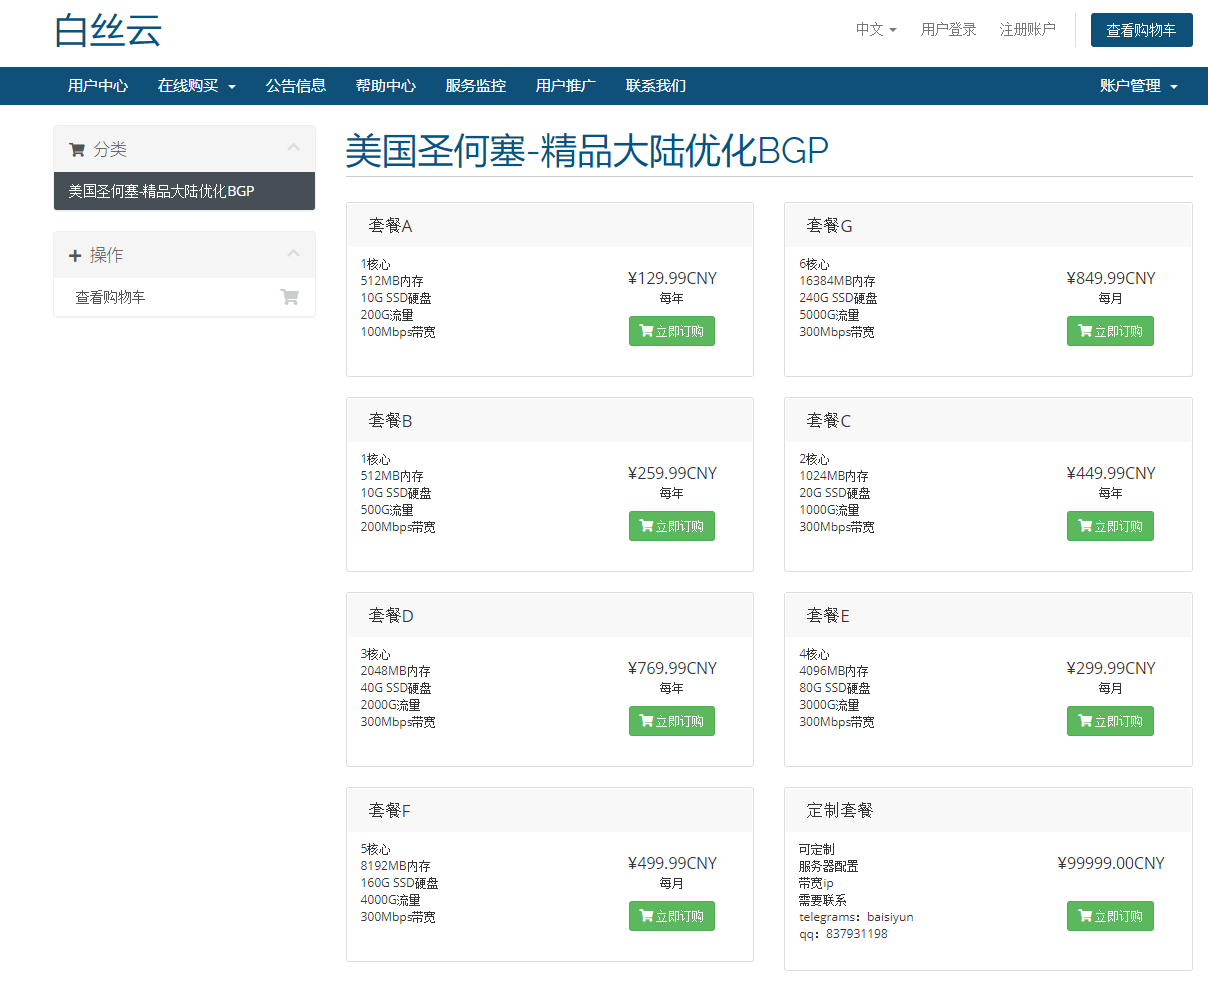 白丝云
中文
用户登录
注册账户
查看购物车
用户中心
在线购买
公告信息
帮助中心
服务监控
用户推广
联系我们
账户管理
分类
美国圣何塞-精品大陆优化BGP
操作
查看购物车
美国圣何塞-精品大陆优化BGP
套餐A
1核心
512MB内存
10G SSD硬盘
200G流量
100Mbps带宽
¥129.99CNY
每年
立即订购
套餐G
6核心
16384MB内存
240G SSD硬盘
5000G流量
300Mbps带宽
¥849.99CNY
每月
立即订购
套餐B
1核心
512MB内存
10G SSD硬盘
500G流量
200Mbps带宽
¥259.99CNY
每年
立即订购
套餐C
2核心
1024MB内存
20G SSD硬盘
1000G流量
300Mbps带宽
¥449.99CNY
每年
立即订购
套餐D
3核心
2048MB内存
40G SSD硬盘
2000G流量
300Mbps带宽
¥769.99CNY
每年
立即订购
套餐E
4核心
4096MB内存
80G SSD硬盘
3000G流量
300Mbps带宽
¥299.99CNY
每月
立即订购
套餐F
5核心
8192MB内存
160G SSD硬盘
4000G流量
300Mbps带宽
¥499.99CNY
每月
立即订购
定制套餐
可定制
服务器配置
带宽ip
需要联系
telegrams：baisiyun
qq：837931198
¥99999.00CNY
立即订购